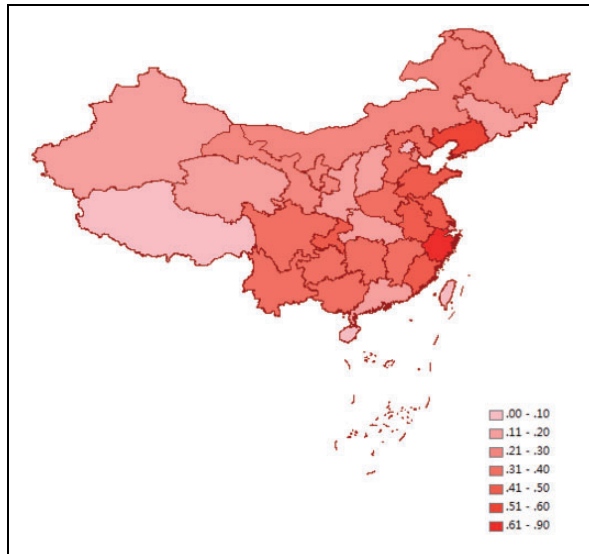 .00 - .10
.11 - .20
.21 - .30
.31 - .40
.41 - .50
.51 - .60
.61 - .90